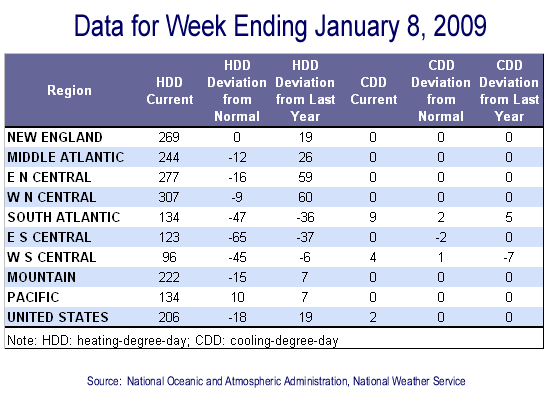 Data for Week Ending January 8, 2009
Region HDD Current HDD Deviation from Normal HDD Deviation from Last Year CDD Current CDD Deviation from Normal CDD Deviation from Last Year
NEW ENGLAND 269 0 19 0 0 0
MIDDLE ATLANTIC 244 -12 26 0 0 0
E N CENTRAL 277 -16 59 0 0 0
W N CENTRAL 307 -9 60 0 0 0
SOUTH ATLANTIC 134 -47 -36 9 2 5
E S CENTRAL 123 -65 -37 0 -2 0
W S CENTRAL 96 -45 -6 4 1 -7
MOUNTAIN 222 -15 7 0 0 0
PACIFIC 134 10 7 0 0 0
UNITED STATES 206 -18 19 2 0 0
Note: HDD: heating-degree-day; CDD: cooling-degree-day
Source: National Oceanic and Atmospheric Administration, National Weather Service